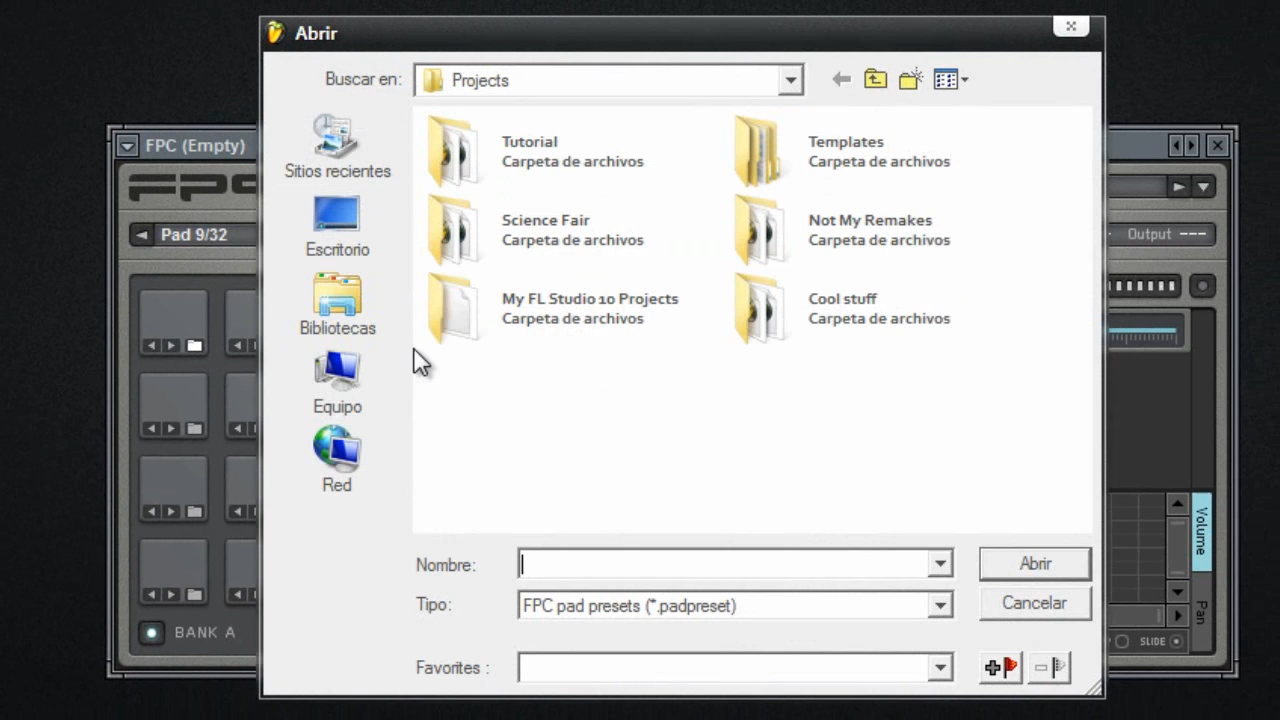 Abrir
Buscar en: Projects
FPC (Empty)
FPC
Pad 9/32
Output ---
Sitios recientes
Escritorio
Bibliotecas
Equipo
Red
Tutorial
Carpeta de archivos
Templates
Carpeta de archivos
Science Fair
Carpeta de archivos
Not My Remakes
Carpeta de archivos
My FL Studio 10 Projects
Carpeta de archivos
Cool stuff
Carpeta de archivos
Volume
Pan
Nombre:
Abrir
Tipo: FPC pad presets (*.padpreset)
Cancelar
BANK A
SLIDE
Favorites :